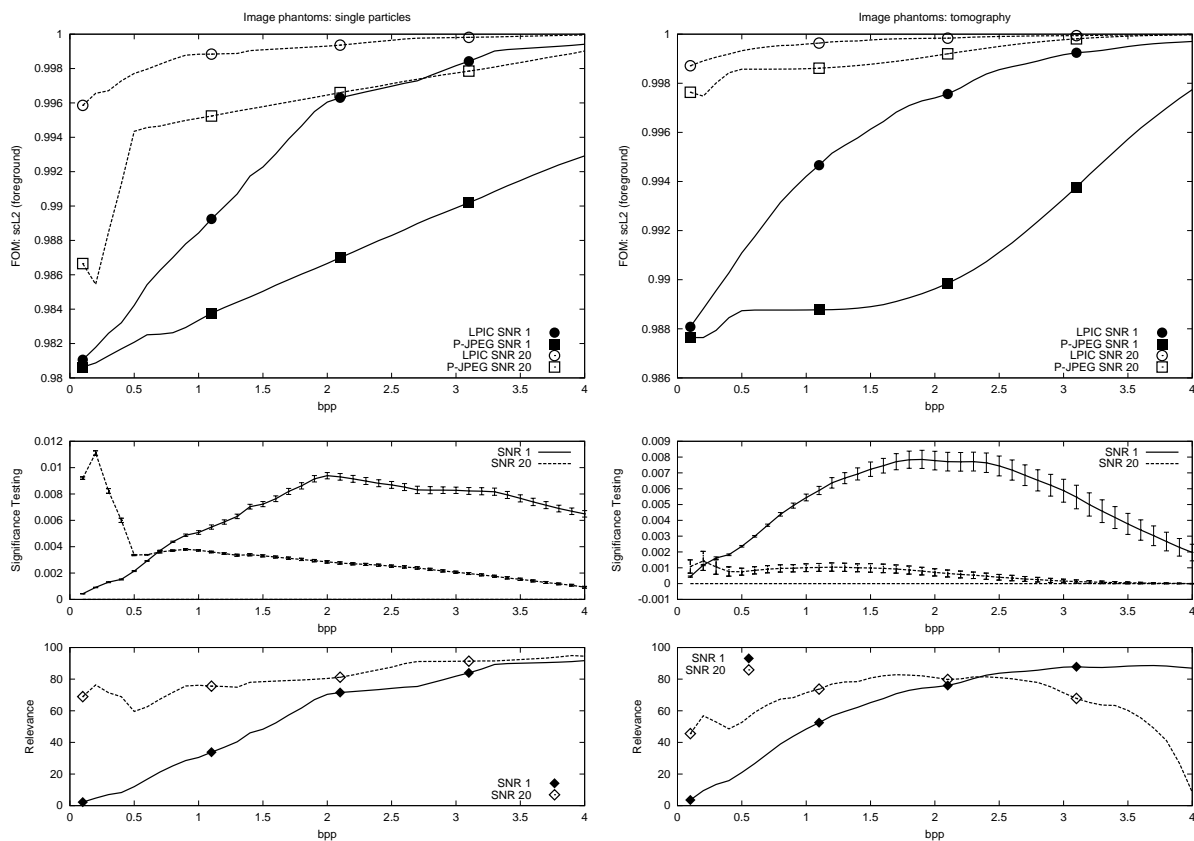 Image phantoms: single particles
1
0.998
0.996
0.994
0.992
0.99
0.988
0.986
0.984
0.982
0.98
FOM: scL2 (foreground)
LPIC SNR 1
P-JPEG SNR 1
LPIC SNR 20
P-JPEG SNR 20
0 0.5 1 1.5 2 2.5 3 3.5 4
bpp
Image phantoms: tomography
1
0.998
0.996
0.994
0.992
0.99
0.988
0.986
FOM: scL2 (foreground)
LPIC SNR 1
P-JPEG SNR 1
LPIC SNR 20
P-JPEG SNR 20
0 0.5 1 1.5 2 2.5 3 3.5 4
bpp
0.012
0.01
0.008
0.006
0.004
0.002
0
Significance Testing
SNR 1
SNR 20
0 0.5 1 1.5 2 2.5 3 3.5 4
bpp
0.009
0.008
0.007
0.006
0.005
0.004
0.003
0.002
0.001
0
-0.001
Significance Testing
SNR 1
SNR 20
0 0.5 1 1.5 2 2.5 3 3.5 4
bpp
100
80
60
40
20
0
Relevance
SNR 1
SNR 20
0 0.5 1 1.5 2 2.5 3 3.5 4
bpp
100
80
60
40
20
0
Relevance
SNR 1
SNR 20
0 0.5 1 1.5 2 2.5 3 3.5 4
bpp